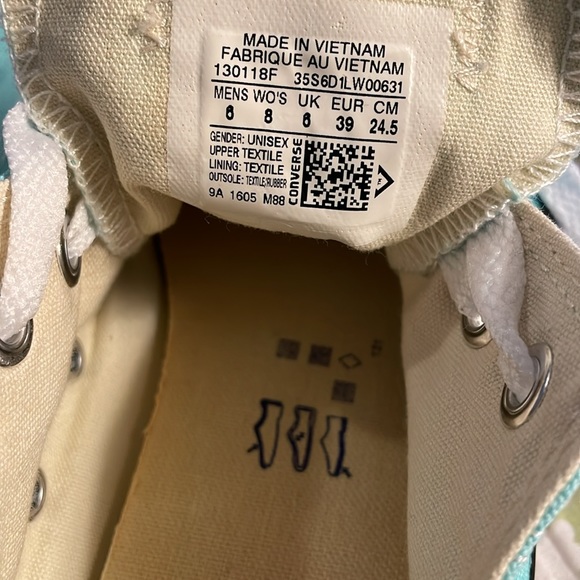 MADE IN VIETNAM
FABRIQUE AU VIETNAM
130118F 35S6D1LW00631
MENS WO'S UK EUR CM
6 8 6 39 24.5
GENDER: UNISEX
UPPER TEXTILE
LINING: TEXTILE
OUTSOLE: TEXTILE/RUBBER
9A 1605 M88
CONVERSE